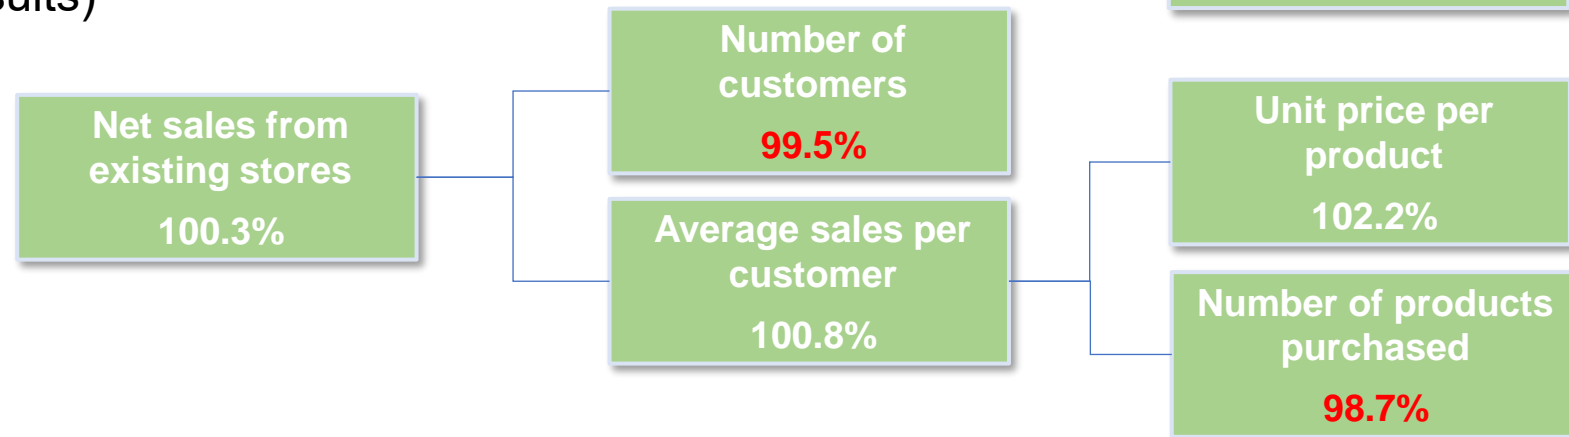 Net sales from
existing stores
100.3%
Number of
customers
99.5%
Average sales per
customer
100.8%
Unit price per
product
102.2%
Number of products
purchased
98.7%